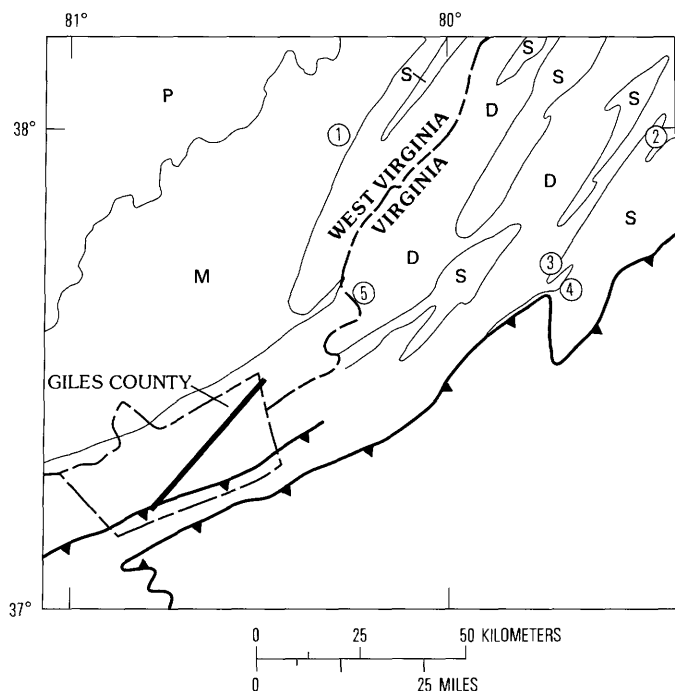 81°
80°
S
S
S
P
D
S
38°
1
2
WEST VIRGINIA
VIRGINIA
D
S
D
3
M
S
5
4
GILES COUNTY
37°
0 25 50 KILOMETERS
0 25 MILES